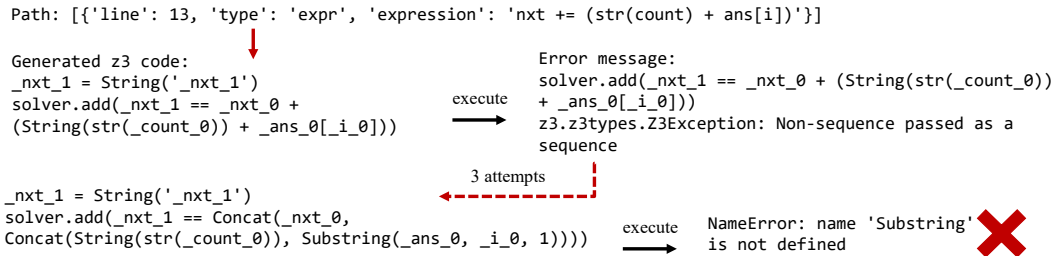 Path: [{'line': 13, 'type': 'expr', 'expression': 'nxt += (str(count) + ans[i])'}]
Generated z3 code:
_nxt_1 = String('_nxt_1')
solver.add(_nxt_1 == _nxt_0 +
(String(str(_count_0)) + _ans_0[_i_0]))
execute
Error message:
solver.add(_nxt_1 == _nxt_0 + (String(str(_count_0))
+ _ans_0[_i_0]))
z3.z3types.Z3Exception: Non-sequence passed as a
sequence
3 attempts
_nxt_1 = String('_nxt_1')
solver.add(_nxt_1 == Concat(_nxt_0,
Concat(String(str(_count_0)), Substring(_ans_0, _i_0, 1))))
execute
NameError: name 'Substring'
is not defined